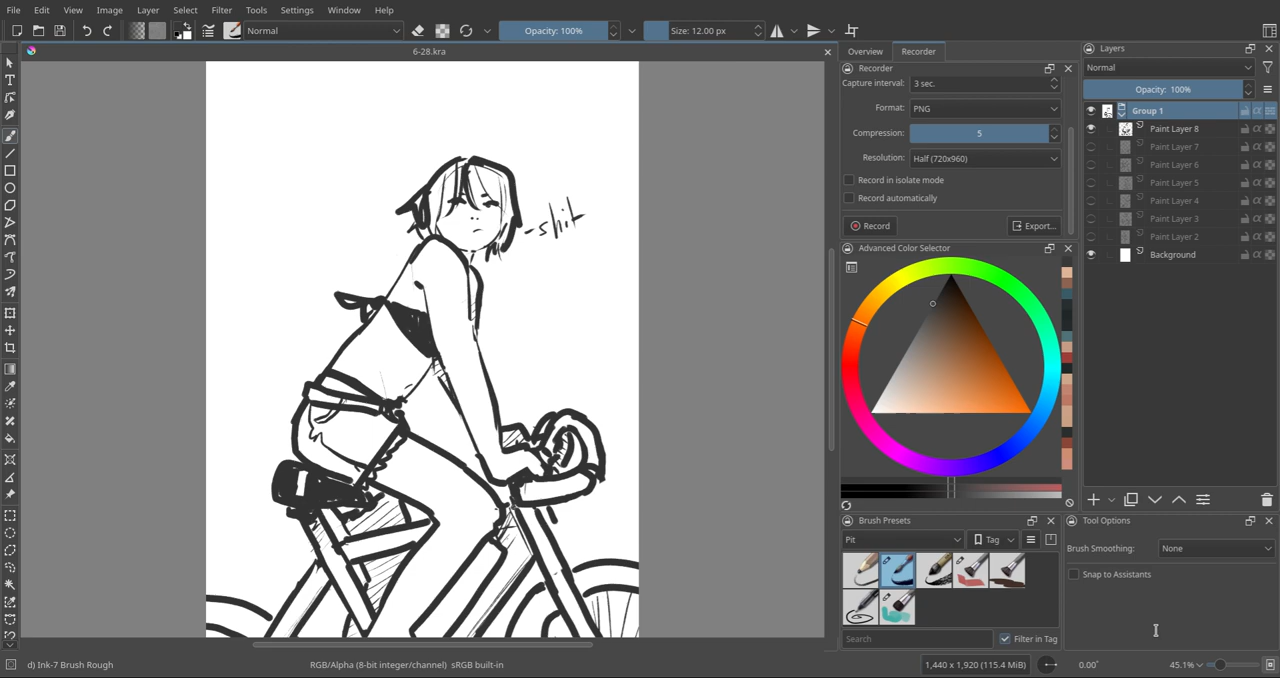 File Edit View Image Layer Select Filter Tools Settings Window Help
Normal Opacity: 100% Size: 12.00 px
6-28.kra
Overview Recorder
Recorder
Capture interval: 3 sec.
Format: PNG
Compression: 5
Resolution: Half (720x960)
Record in isolate mode
Record automatically
Record Export...
Advanced Color Selector
Brush Presets
Pit Tag
Search Filter in Tag
Layers
Normal
Opacity: 100%
Group 1
Paint Layer 8
Paint Layer 7
Paint Layer 6
Paint Layer 5
Paint Layer 4
Paint Layer 3
Paint Layer 2
Background
Tool Options
Brush Smoothing: None
Snap to Assistants
-shit
d) Ink-7 Brush Rough RGB/Alpha (8-bit integer/channel) sRGB built-in 1,440 x 1,920 (115.4 MiB) 0.00° 45.1%